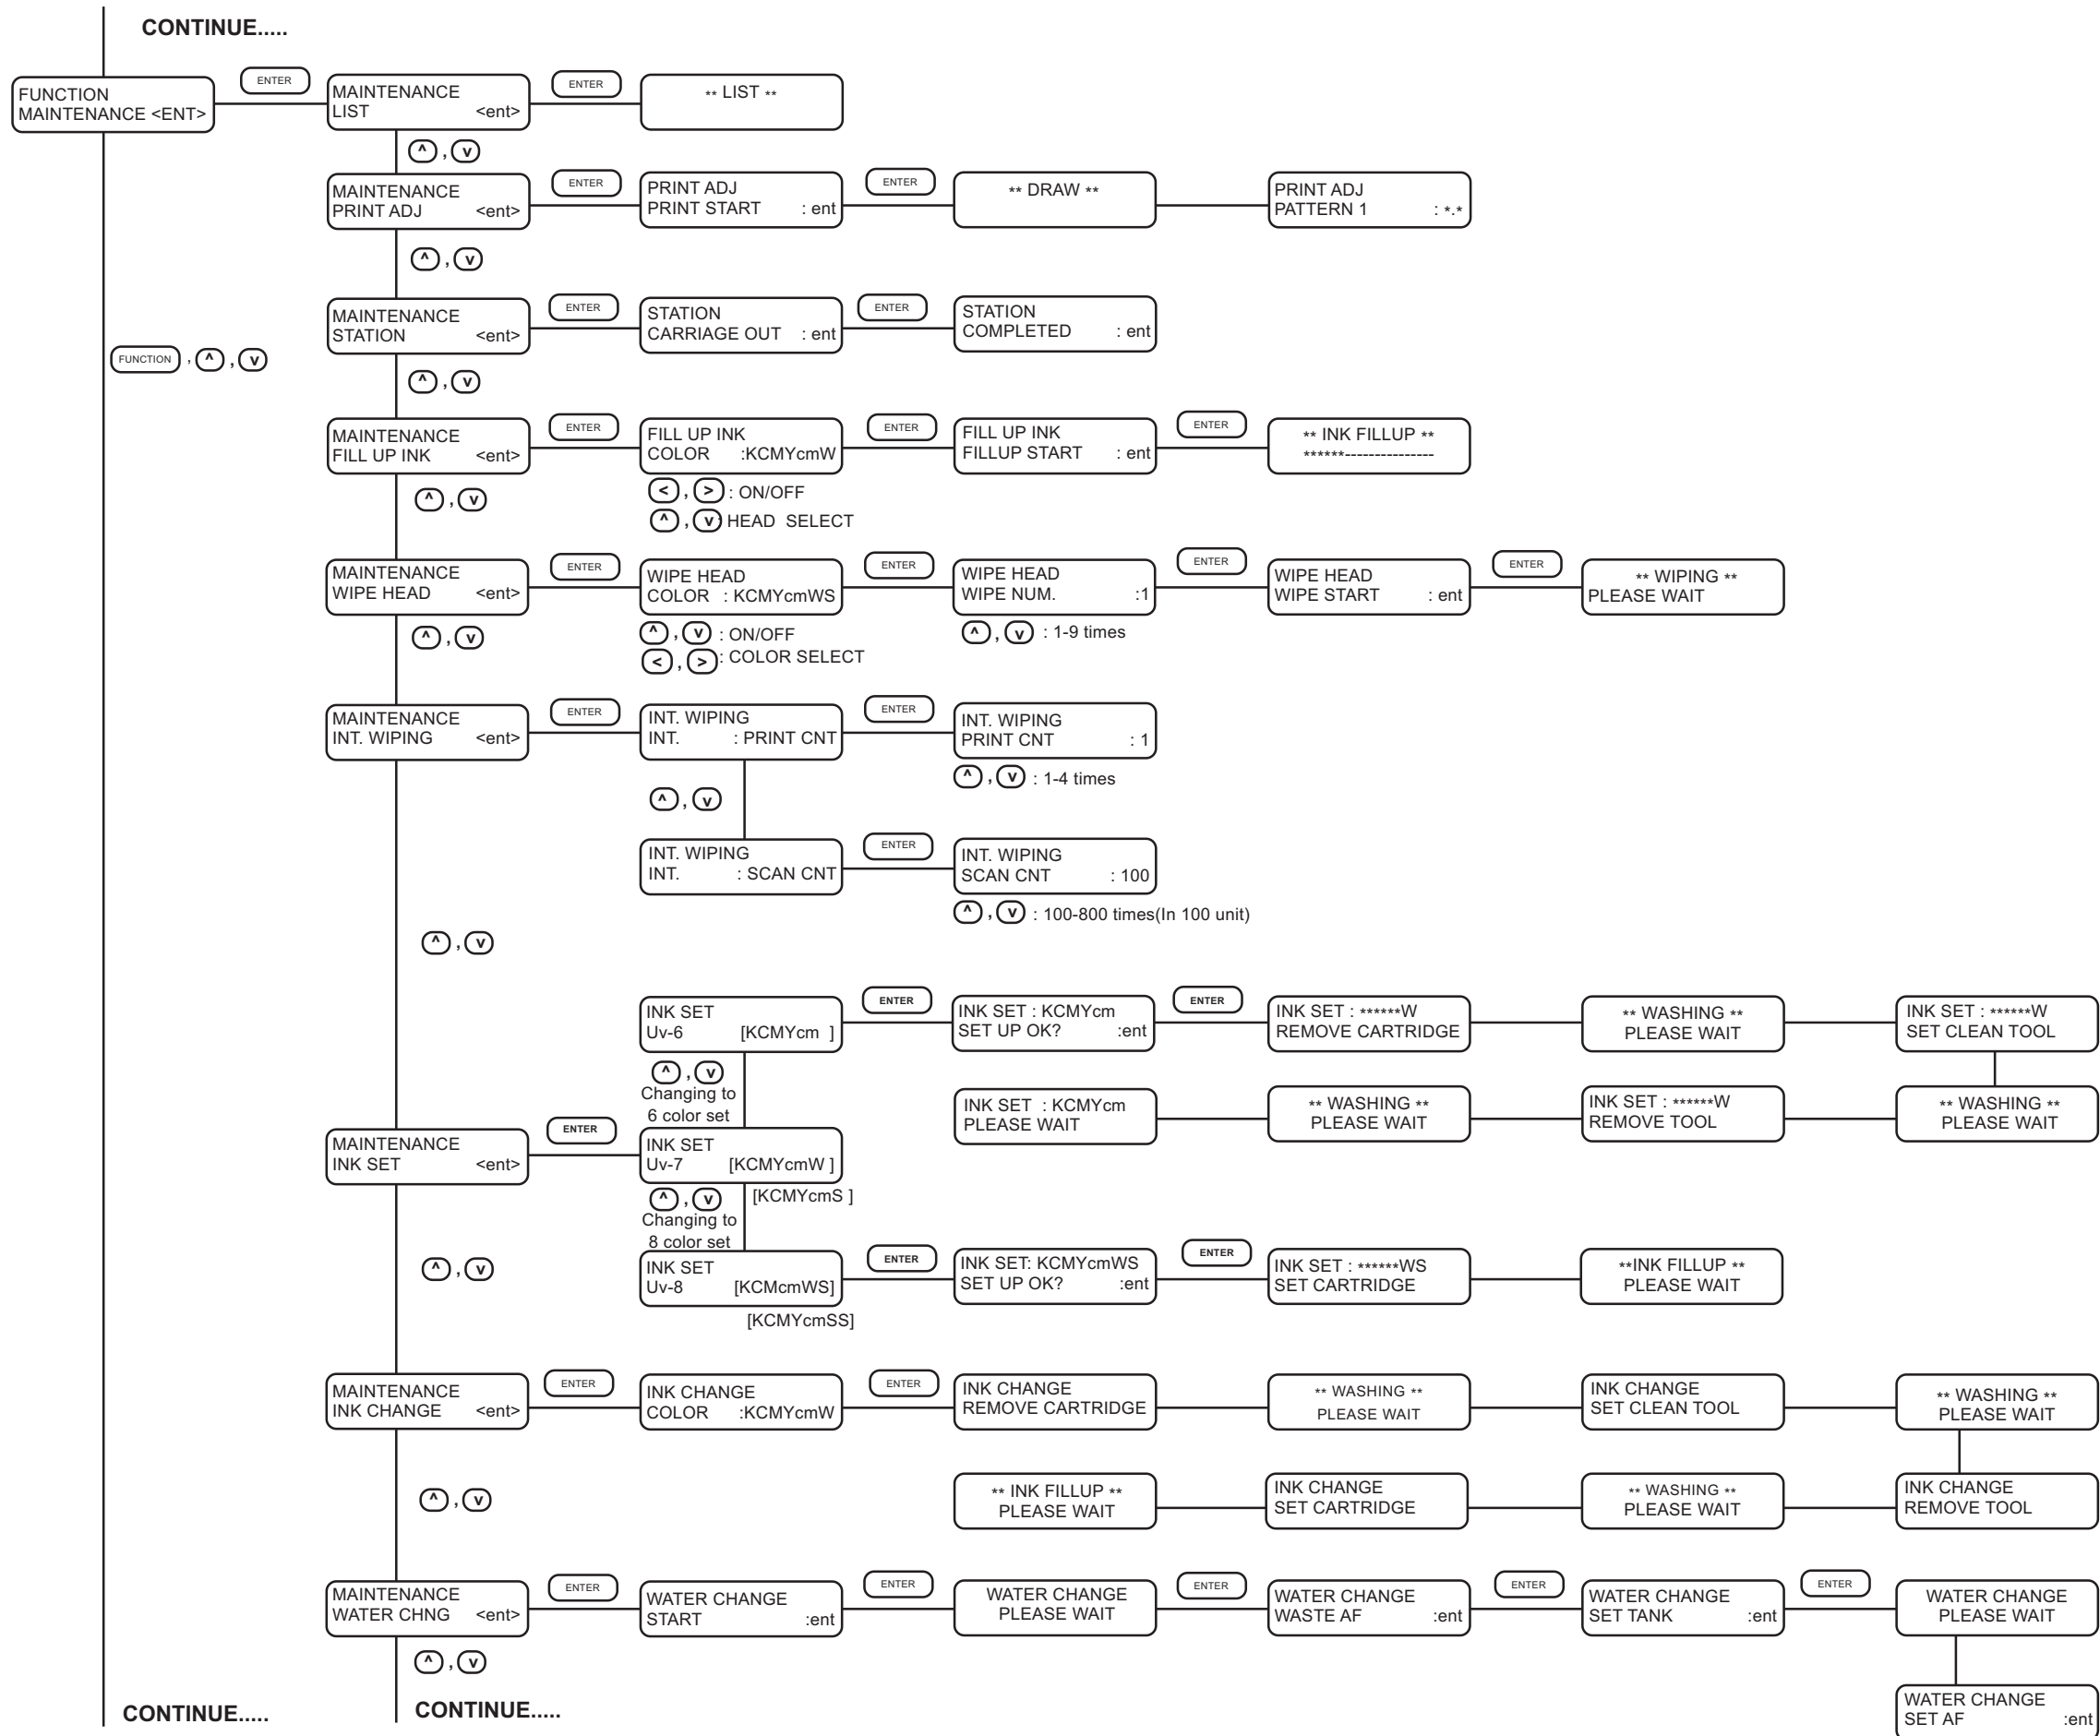 CONTINUE.....
FUNCTION
MAINTENANCE <ENT>
ENTER
MAINTENANCE
LIST <ent>
ENTER
** LIST **
^ , v
MAINTENANCE
PRINT ADJ <ent>
ENTER
PRINT ADJ
PRINT START : ent
ENTER
** DRAW **
PRINT ADJ
PATTERN 1 : *.*
^ , v
MAINTENANCE
STATION <ent>
ENTER
STATION
CARRIAGE OUT : ent
ENTER
STATION
COMPLETED : ent
FUNCTION , ^ , v
^ , v
MAINTENANCE
FILL UP INK <ent>
ENTER
FILL UP INK
COLOR :KCMYcmW
< , > : ON/OFF
^ , v : HEAD SELECT
ENTER
FILL UP INK
FILLUP START : ent
ENTER
** INK FILLUP **
******---------------
^ , v
MAINTENANCE
WIPE HEAD <ent>
ENTER
WIPE HEAD
COLOR : KCMYcmWS
^ , v : ON/OFF
< , > : COLOR SELECT
ENTER
WIPE HEAD
WIPE NUM. :1
^ , v : 1-9 times
ENTER
WIPE HEAD
WIPE START : ent
ENTER
** WIPING **
PLEASE WAIT
^ , v
MAINTENANCE
INT. WIPING <ent>
ENTER
INT. WIPING
INT. : PRINT CNT
ENTER
INT. WIPING
PRINT CNT : 1
^ , v : 1-4 times
^ , v
INT. WIPING
INT. : SCAN CNT
ENTER
INT. WIPING
SCAN CNT : 100
^ , v : 100-800 times(In 100 unit)
^ , v
INK SET
Uv-6 [KCMYcm ]
ENTER
INK SET : KCMYcm
SET UP OK? :ent
ENTER
INK SET : ******W
REMOVE CARTRIDGE
** WASHING **
PLEASE WAIT
INK SET : ******W
SET CLEAN TOOL
^ , v
Changing to
6 color set
INK SET : KCMYcm
PLEASE WAIT
** WASHING **
PLEASE WAIT
INK SET : ******W
REMOVE TOOL
** WASHING **
PLEASE WAIT
MAINTENANCE
INK SET <ent>
ENTER
INK SET
Uv-7 [KCMYcmW ]
[KCMYcmS ]
^ , v
Changing to
8 color set
^ , v
INK SET
Uv-8 [KCMcmWS]
[KCMYcmSS]
ENTER
INK SET: KCMYcmWS
SET UP OK? :ent
ENTER
INK SET : ******WS
SET CARTRIDGE
**INK FILLUP **
PLEASE WAIT
MAINTENANCE
INK CHANGE <ent>
ENTER
INK CHANGE
COLOR :KCMYcmW
ENTER
INK CHANGE
REMOVE CARTRIDGE
** WASHING **
PLEASE WAIT
INK CHANGE
SET CLEAN TOOL
** WASHING **
PLEASE WAIT
^ , v
** INK FILLUP **
PLEASE WAIT
INK CHANGE
SET CARTRIDGE
** WASHING **
PLEASE WAIT
INK CHANGE
REMOVE TOOL
MAINTENANCE
WATER CHNG <ent>
ENTER
WATER CHANGE
START :ent
ENTER
WATER CHANGE
PLEASE WAIT
ENTER
WATER CHANGE
WASTE AF :ent
ENTER
WATER CHANGE
SET TANK :ent
ENTER
WATER CHANGE
PLEASE WAIT
^ , v
WATER CHANGE
SET AF :ent
CONTINUE.....
CONTINUE.....